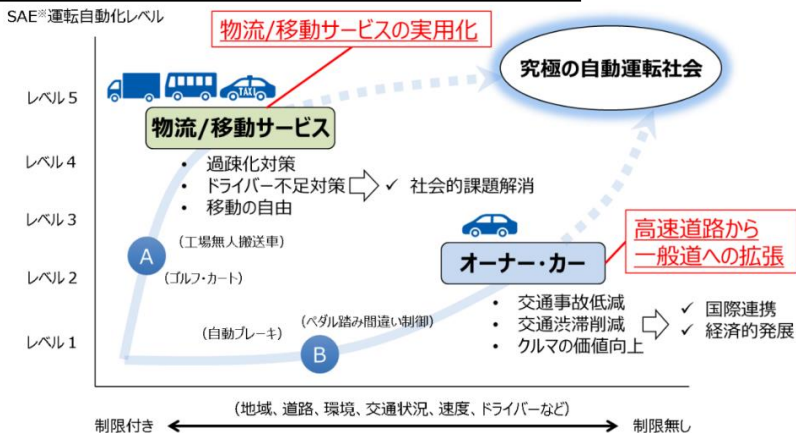 SAE※運転自動化レベル
物流/移動サービスの実用化
究極の自動運転社会
レベル5
TAXI
物流/移動サービス
レベル4
• 過疎化対策
• ドライバー不足対策
• 移動の自由
✓ 社会的課題解消
レベル3
高速道路から
一般道への拡張
A
(工場無人搬送車)
オーナー・カー
レベル2
(ゴルフ・カート)
• 交通事故低減
• 交通渋滞削減
• クルマの価値向上
✓ 国際連携
✓ 経済的発展
(自動ブレーキ)
(ペダル踏み間違い制御)
レベル1
B
(地域、道路、環境、交通状況、速度、ドライバーなど)
制限付き
制限無し